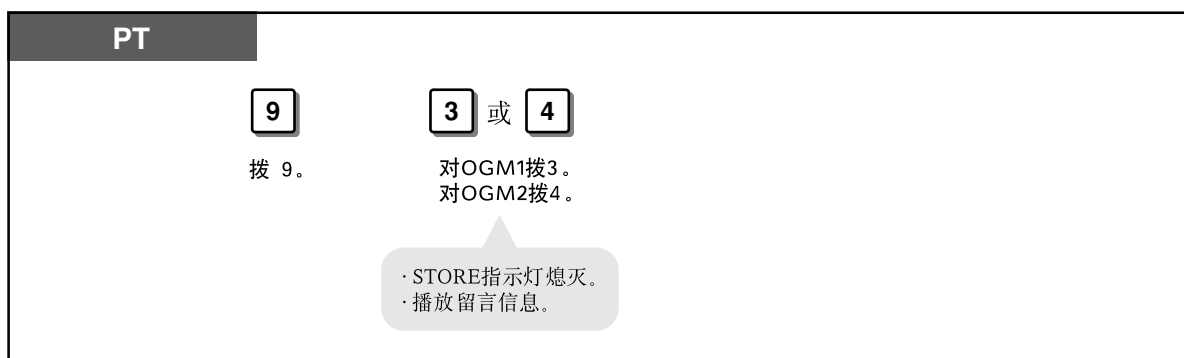 PT
9 3 或 4
拨 9。 对OGM1拨3。
对OGM2拨4。
·STORE指示灯熄灭。
·播放留言信息。